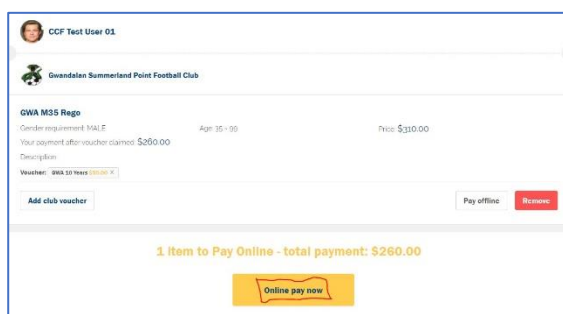 CCF Test User 01
Gwandalan Summerland Point Football Club
GWA M35 Rego
Gender requirement: MALE Age: 35 - 99 Price: $310.00
Your payment after voucher claimed: $260.00
Description:
Voucher: GWA 10 Years $50.00 X
Add club voucher Pay offline Remove
1 item to Pay Online - total payment: $260.00
Online pay now